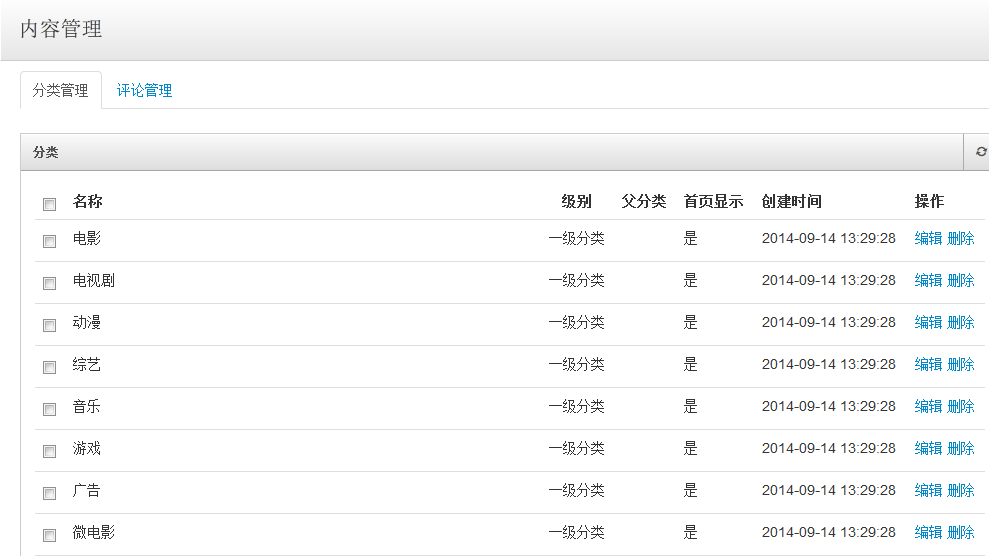 内容管理
分类管理 评论管理
分类
名称 级别 父分类 首页显示 创建时间 操作
电影 一级分类 是 2014-09-14 13:29:28 编辑 删除
电视剧 一级分类 是 2014-09-14 13:29:28 编辑 删除
动漫 一级分类 是 2014-09-14 13:29:28 编辑 删除
综艺 一级分类 是 2014-09-14 13:29:28 编辑 删除
音乐 一级分类 是 2014-09-14 13:29:28 编辑 删除
游戏 一级分类 是 2014-09-14 13:29:28 编辑 删除
广告 一级分类 是 2014-09-14 13:29:28 编辑 删除
微电影 一级分类 是 2014-09-14 13:29:28 编辑 删除